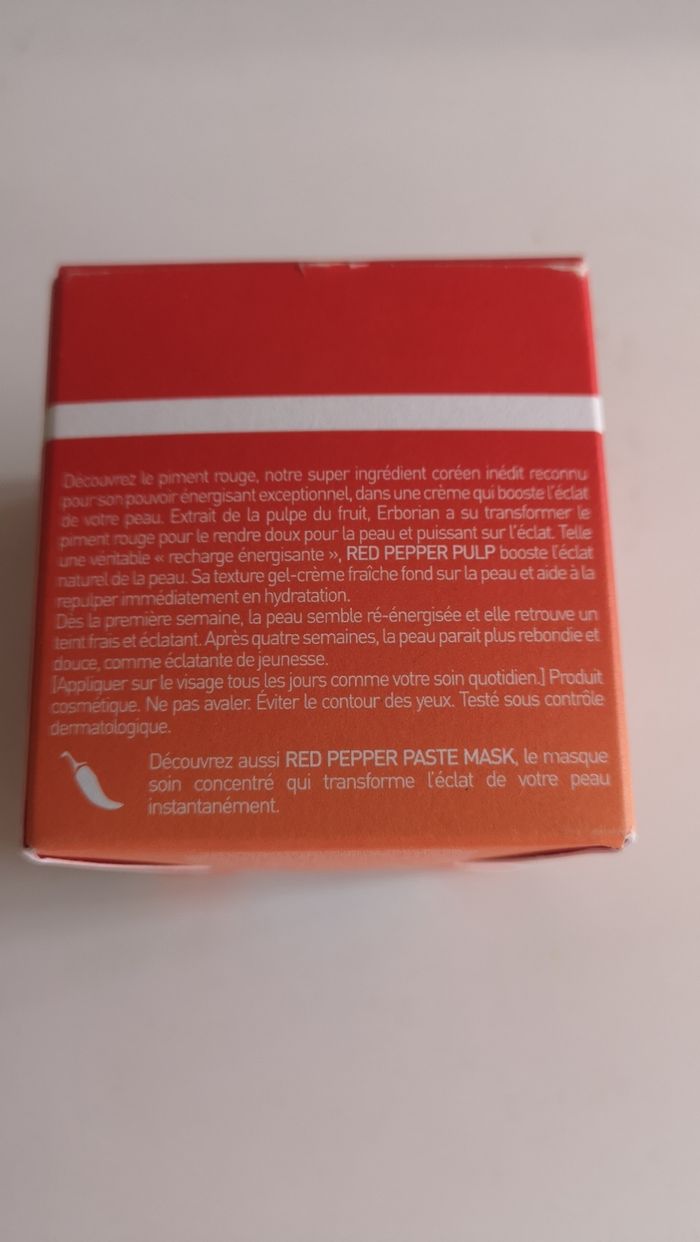 Découvrez le piment rouge, notre super ingrédient coréen inédit reconnu
pour son pouvoir énergisant exceptionnel, dans une crème qui booste l'éclat
de votre peau. Extrait de la pulpe du fruit, Erborian a su transformer le
piment rouge pour le rendre doux pour la peau et puissant sur l'éclat. Telle
une véritable « recharge énergisante », RED PEPPER PULP booste l'éclat
naturel de la peau. Sa texture gel-crème fraîche fond sur la peau et aide à la
repulper immédiatement en hydratation.
Dès la première semaine, la peau semble ré-énergisée et elle retrouve un
teint frais et éclatant. Après quatre semaines, la peau parait plus rebondie et
douce, comme éclatante de jeunesse.
[Appliquer sur le visage tous les jours comme votre soin quotidien.] Produit
cosmétique. Ne pas avaler. Éviter le contour des yeux. Testé sous contrôle
dermatologique.
Découvrez aussi RED PEPPER PASTE MASK, le masque
soin concentré qui transforme l'éclat de votre peau
instantanément.